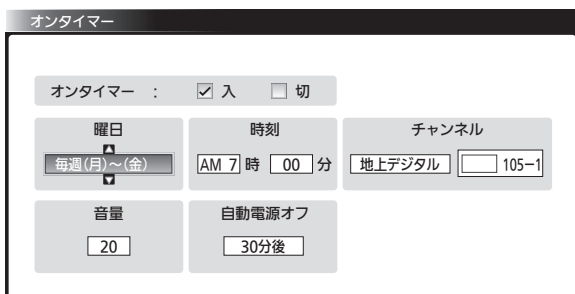 オンタイマー
オンタイマー : 入 切
曜日 時刻 チャンネル
毎週(月)~(金) AM 7 時 00 分 地上デジタル 105-1
音量 自動電源オフ
20 30分後